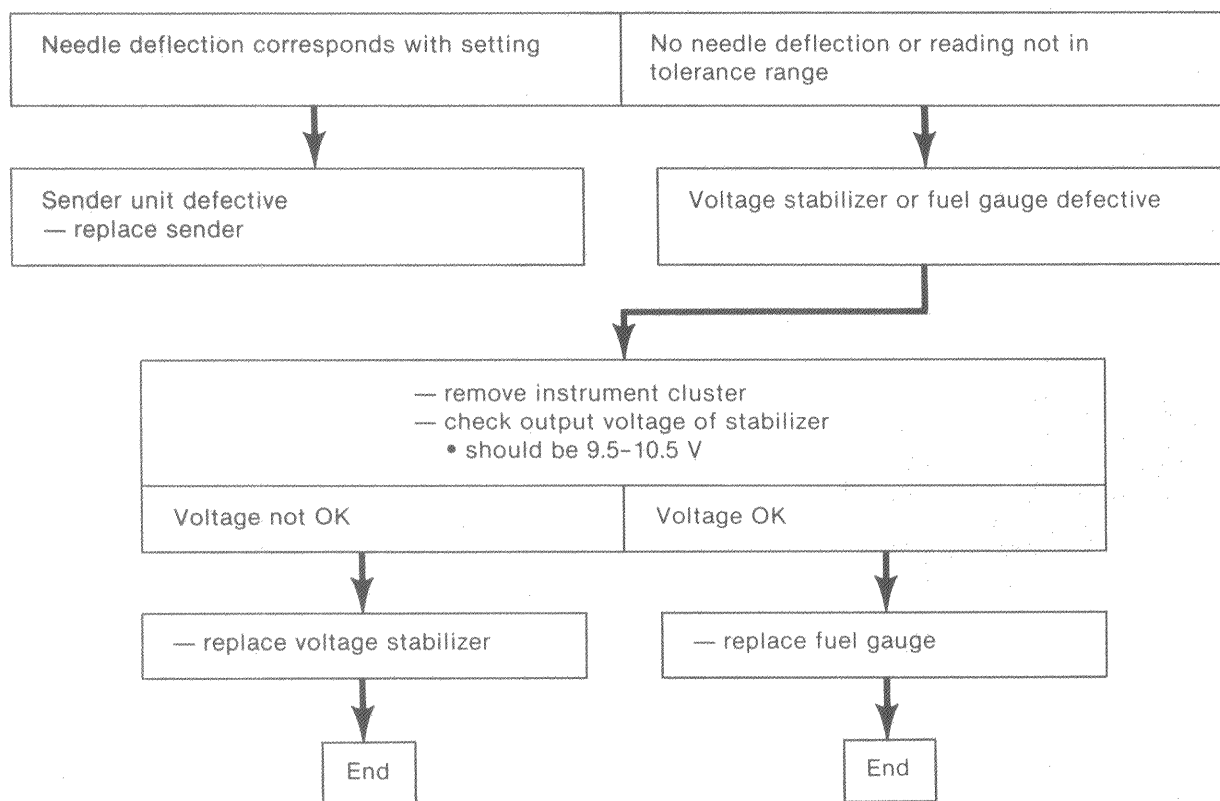 Needle deflection corresponds with setting
No needle deflection or reading not in
tolerance range
Sender unit defective
— replace sender
Voltage stabilizer or fuel gauge defective
— remove instrument cluster
— check output voltage of stabilizer
• should be 9.5–10.5 V
Voltage not OK
Voltage OK
— replace voltage stabilizer
— replace fuel gauge
End
End